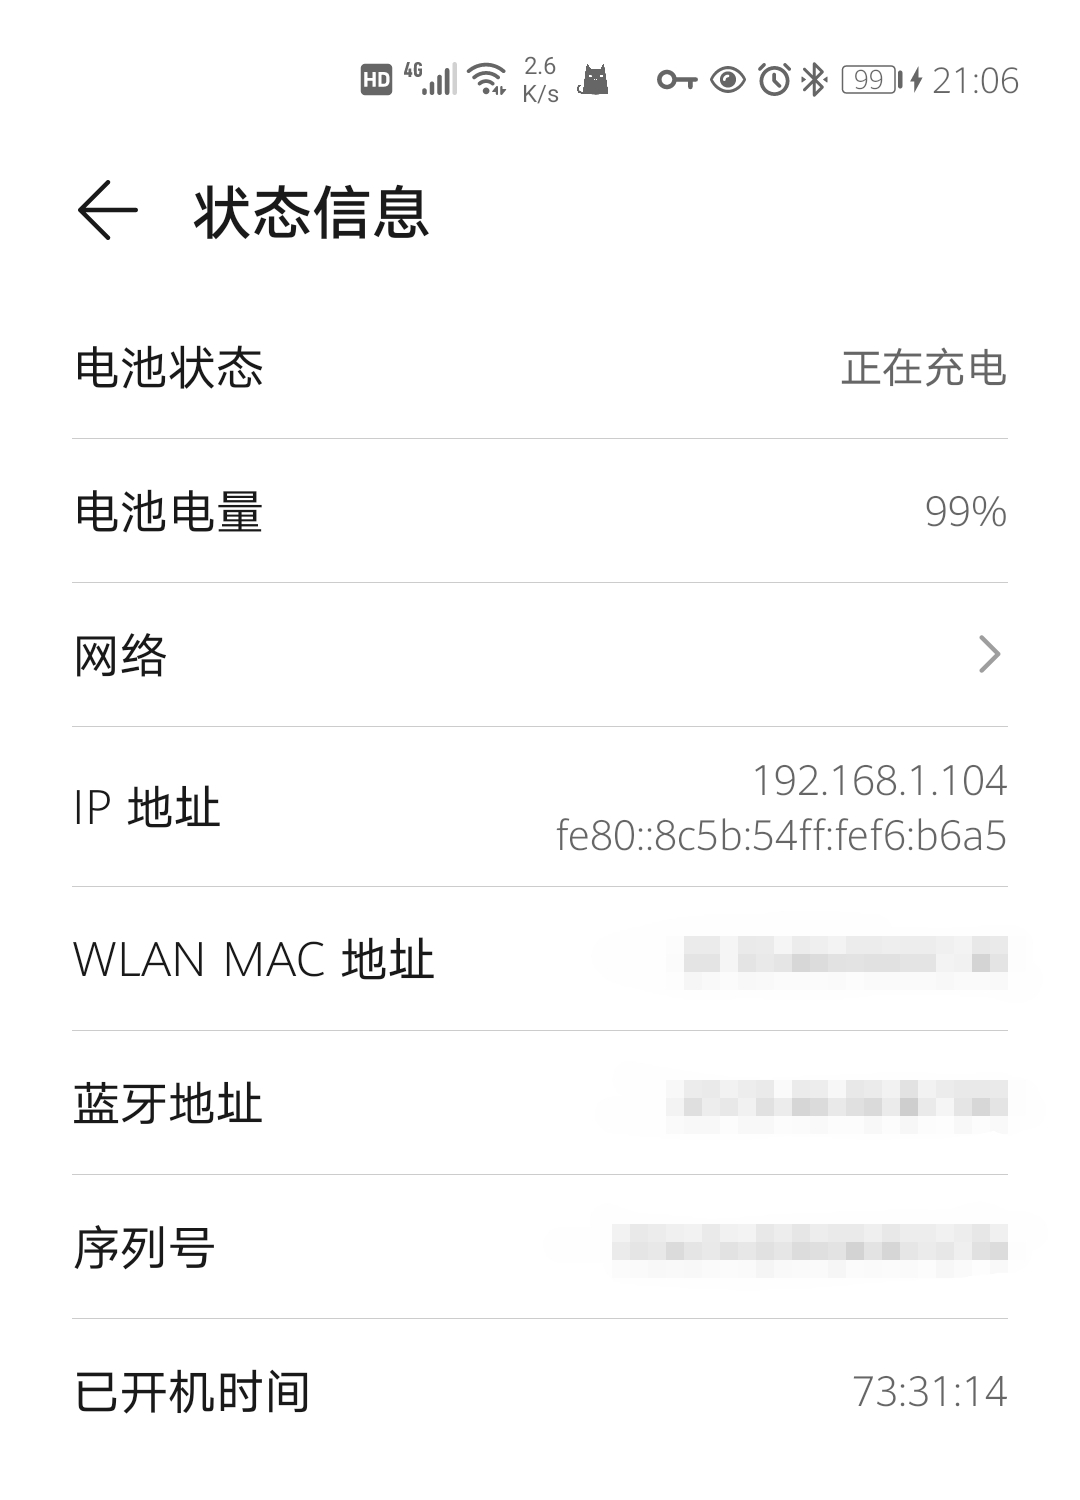 HD 4G 2.6 K/s 99 21:06
状态信息
电池状态 正在充电
电池电量 99%
网络
IP 地址 192.168.1.104
fe80::8c5b:54ff:fef6:b6a5
WLAN MAC 地址
蓝牙地址
序列号
已开机时间 73:31:14